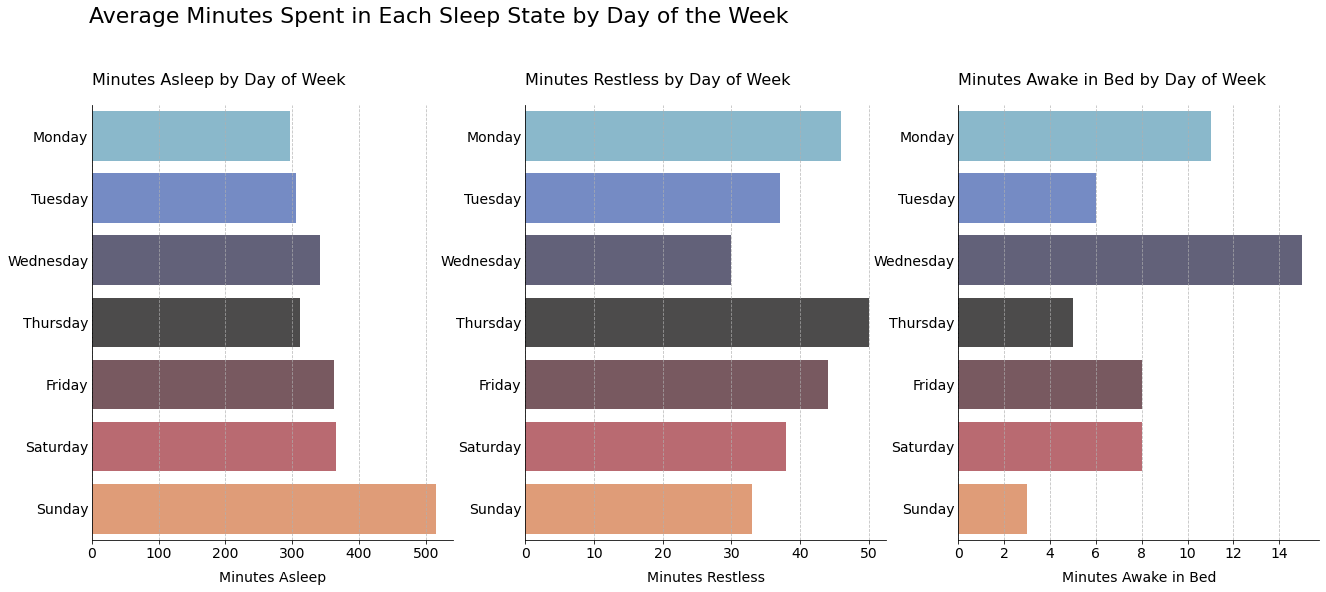 Average Minutes Spent in Each Sleep State by Day of the Week
Minutes Asleep by Day of Week
Monday
Tuesday
Wednesday
Thursday
Friday
Saturday
Sunday
0 100 200 300 400 500
Minutes Asleep
Minutes Restless by Day of Week
Monday
Tuesday
Wednesday
Thursday
Friday
Saturday
Sunday
0 10 20 30 40 50
Minutes Restless
Minutes Awake in Bed by Day of Week
Monday
Tuesday
Wednesday
Thursday
Friday
Saturday
Sunday
0 2 4 6 8 10 12 14
Minutes Awake in Bed